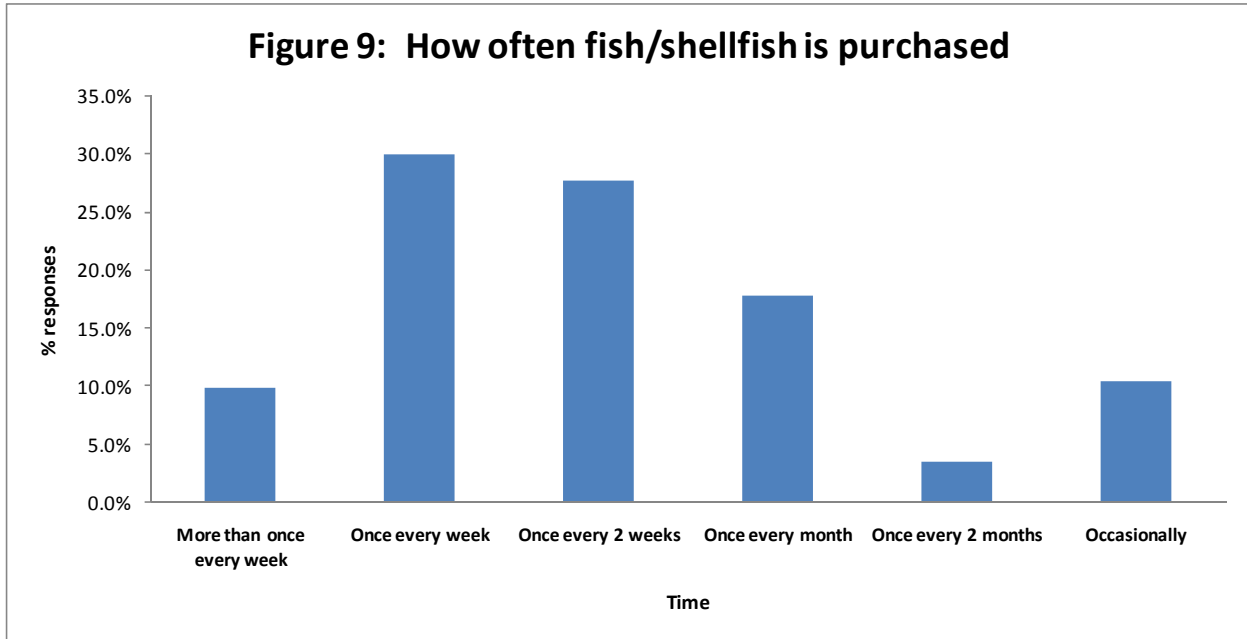 Figure 9: How often fish/shellfish is purchased
35.0%
30.0%
25.0%
20.0%
15.0%
10.0%
5.0%
0.0%
% responses
More than once
every week
Once every week
Once every 2 weeks
Once every month
Once every 2 months
Occasionally
Time